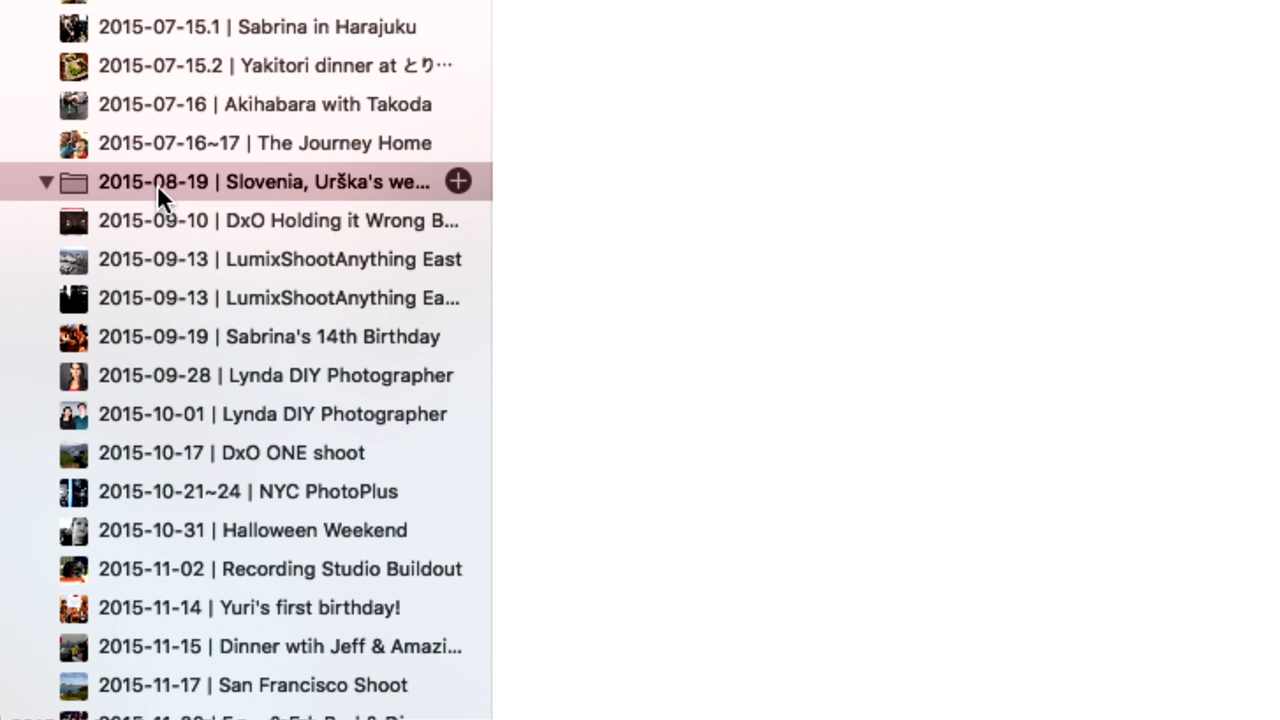 2015-07-15.1 | Sabrina in Harajuku
2015-07-15.2 | Yakitori dinner at とり…
2015-07-16 | Akihabara with Takoda
2015-07-16~17 | The Journey Home
2015-08-19 | Slovenia, Urška's we...
2015-09-10 | DxO Holding it Wrong B...
2015-09-13 | LumixShootAnything East
2015-09-13 | LumixShootAnything Ea...
2015-09-19 | Sabrina's 14th Birthday
2015-09-28 | Lynda DIY Photographer
2015-10-01 | Lynda DIY Photographer
2015-10-17 | DxO ONE shoot
2015-10-21~24 | NYC PhotoPlus
2015-10-31 | Halloween Weekend
2015-11-02 | Recording Studio Buildout
2015-11-14 | Yuri's first birthday!
2015-11-15 | Dinner wtih Jeff & Amazi...
2015-11-17 | San Francisco Shoot